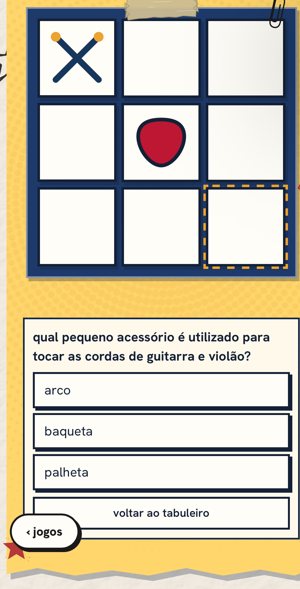 qual pequeno acessório é utilizado para
tocar as cordas de guitarra e violão?
arco
baqueta
palheta
voltar ao tabuleiro
‹ jogos